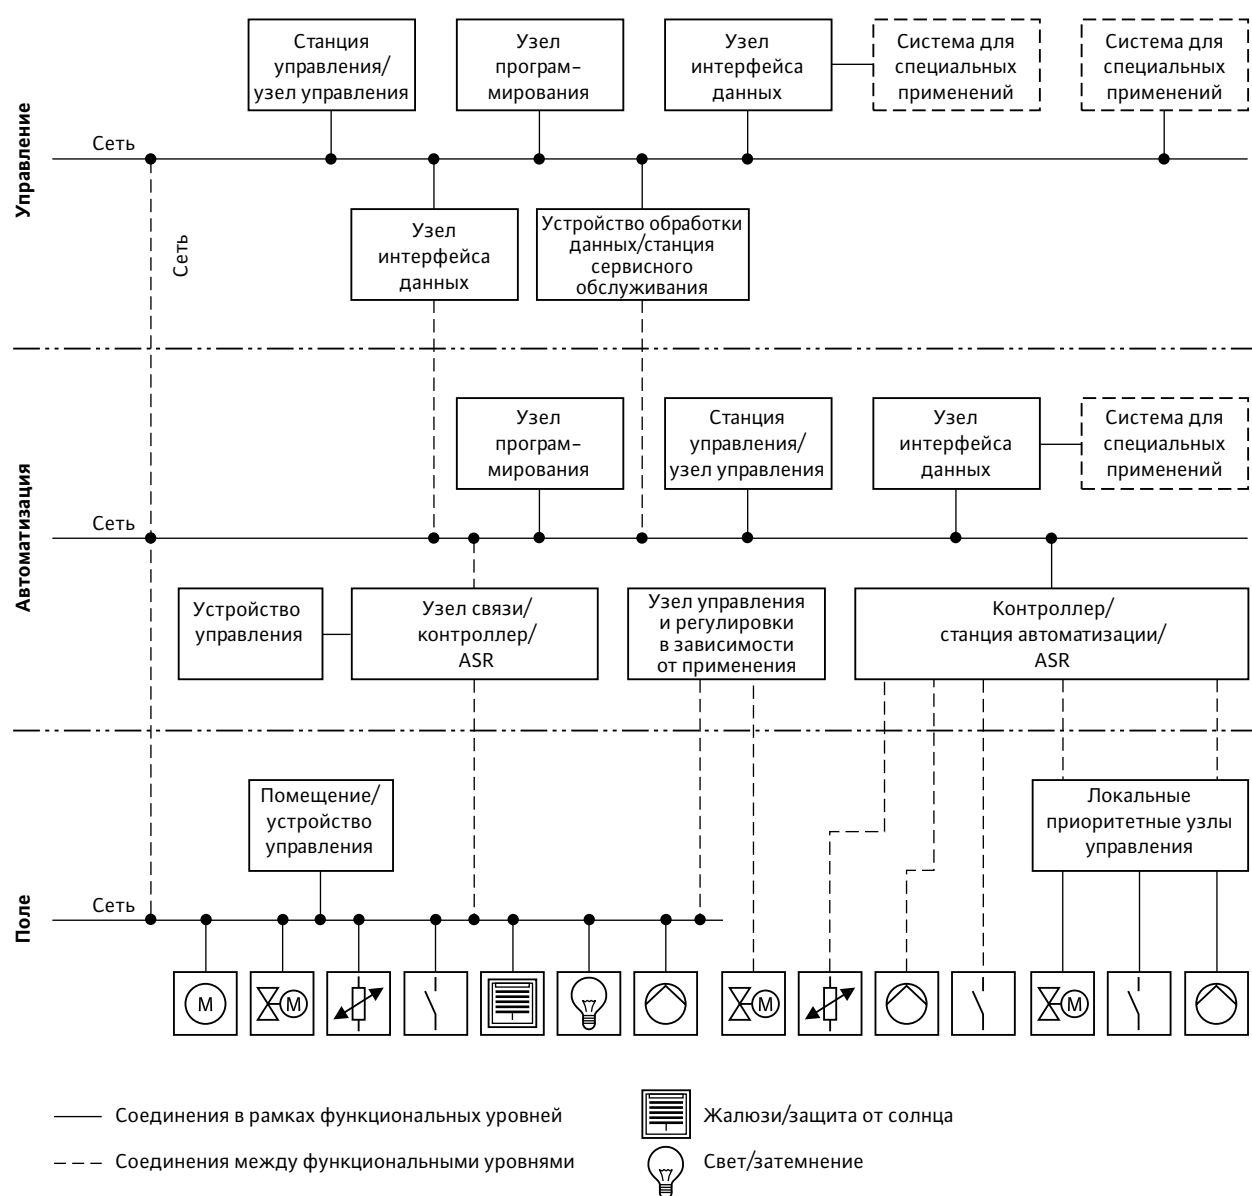 Станция
управления/
узел управления
Узел
програм–
мирования
Узел
интерфейса
данных
Система для
специальных
применений
Система для
специальных
применений
Управление
Сеть
Сеть
Узел
интерфейса
данных
Устройство обработки
данных/станция
сервисного
обслуживания
Узел
програм–
мирования
Станция
управления/
узел управления
Узел
интерфейса
данных
Система для
специальных
применений
Автоматизация
Сеть
Устройство
управления
Узел связи/
контроллер/
ASR
Узел управления
и регулировки
в зависимости
от применения
Контроллер/
станция автоматизации/
ASR
Помещение/
устройство
управления
Локальные
приоритетные узлы
управления
Поле
Сеть
M
M
M
M
Соединения в рамках функциональных уровней
Жалюзи/защита от солнца
Соединения между функциональными уровнями
Свет/затемнение